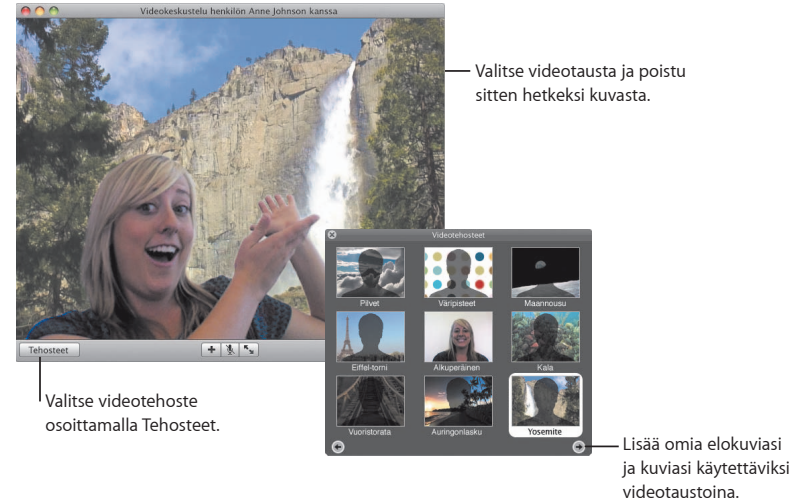 Videokeskustelu henkilön Anne Johnson kanssa
Valitse videotausta ja poistu
sitten hetkeksi kuvasta.
Videotehosteet
Pilvet
Väripisteet
Maannousu
Eiffel-torni
Alkuperäinen
Kala
Vuoristorata
Auringonlasku
Yosemite
Tehosteet
Valitse videotehoste
osoittamalla Tehosteet.
Lisää omia elokuviasi
ja kuviasi käytettäviksi
videotaustoina.